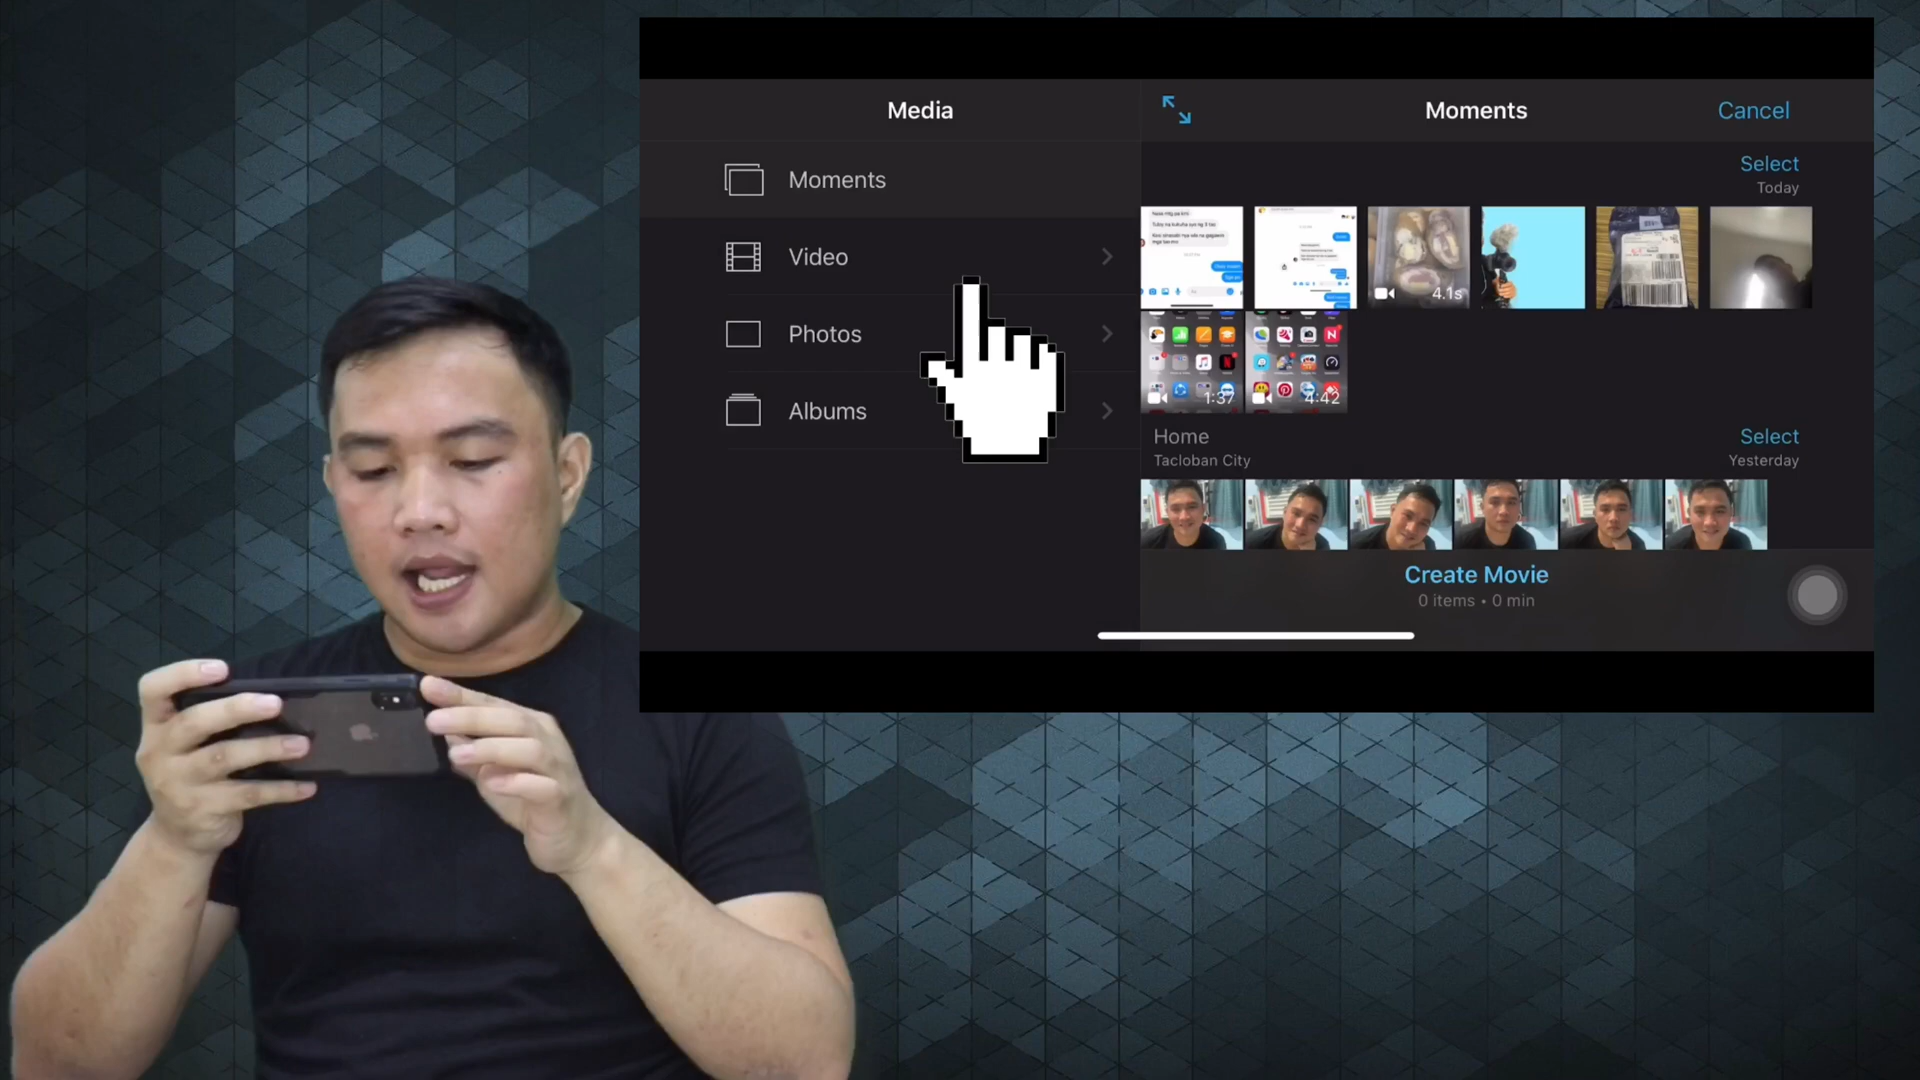 Media
Moments
Video
Photos
Albums
Moments
Cancel
Select
Today
4.1s
1:37
4:42
Home
Tacloban City
Select
Yesterday
Create Movie
0 items • 0 min